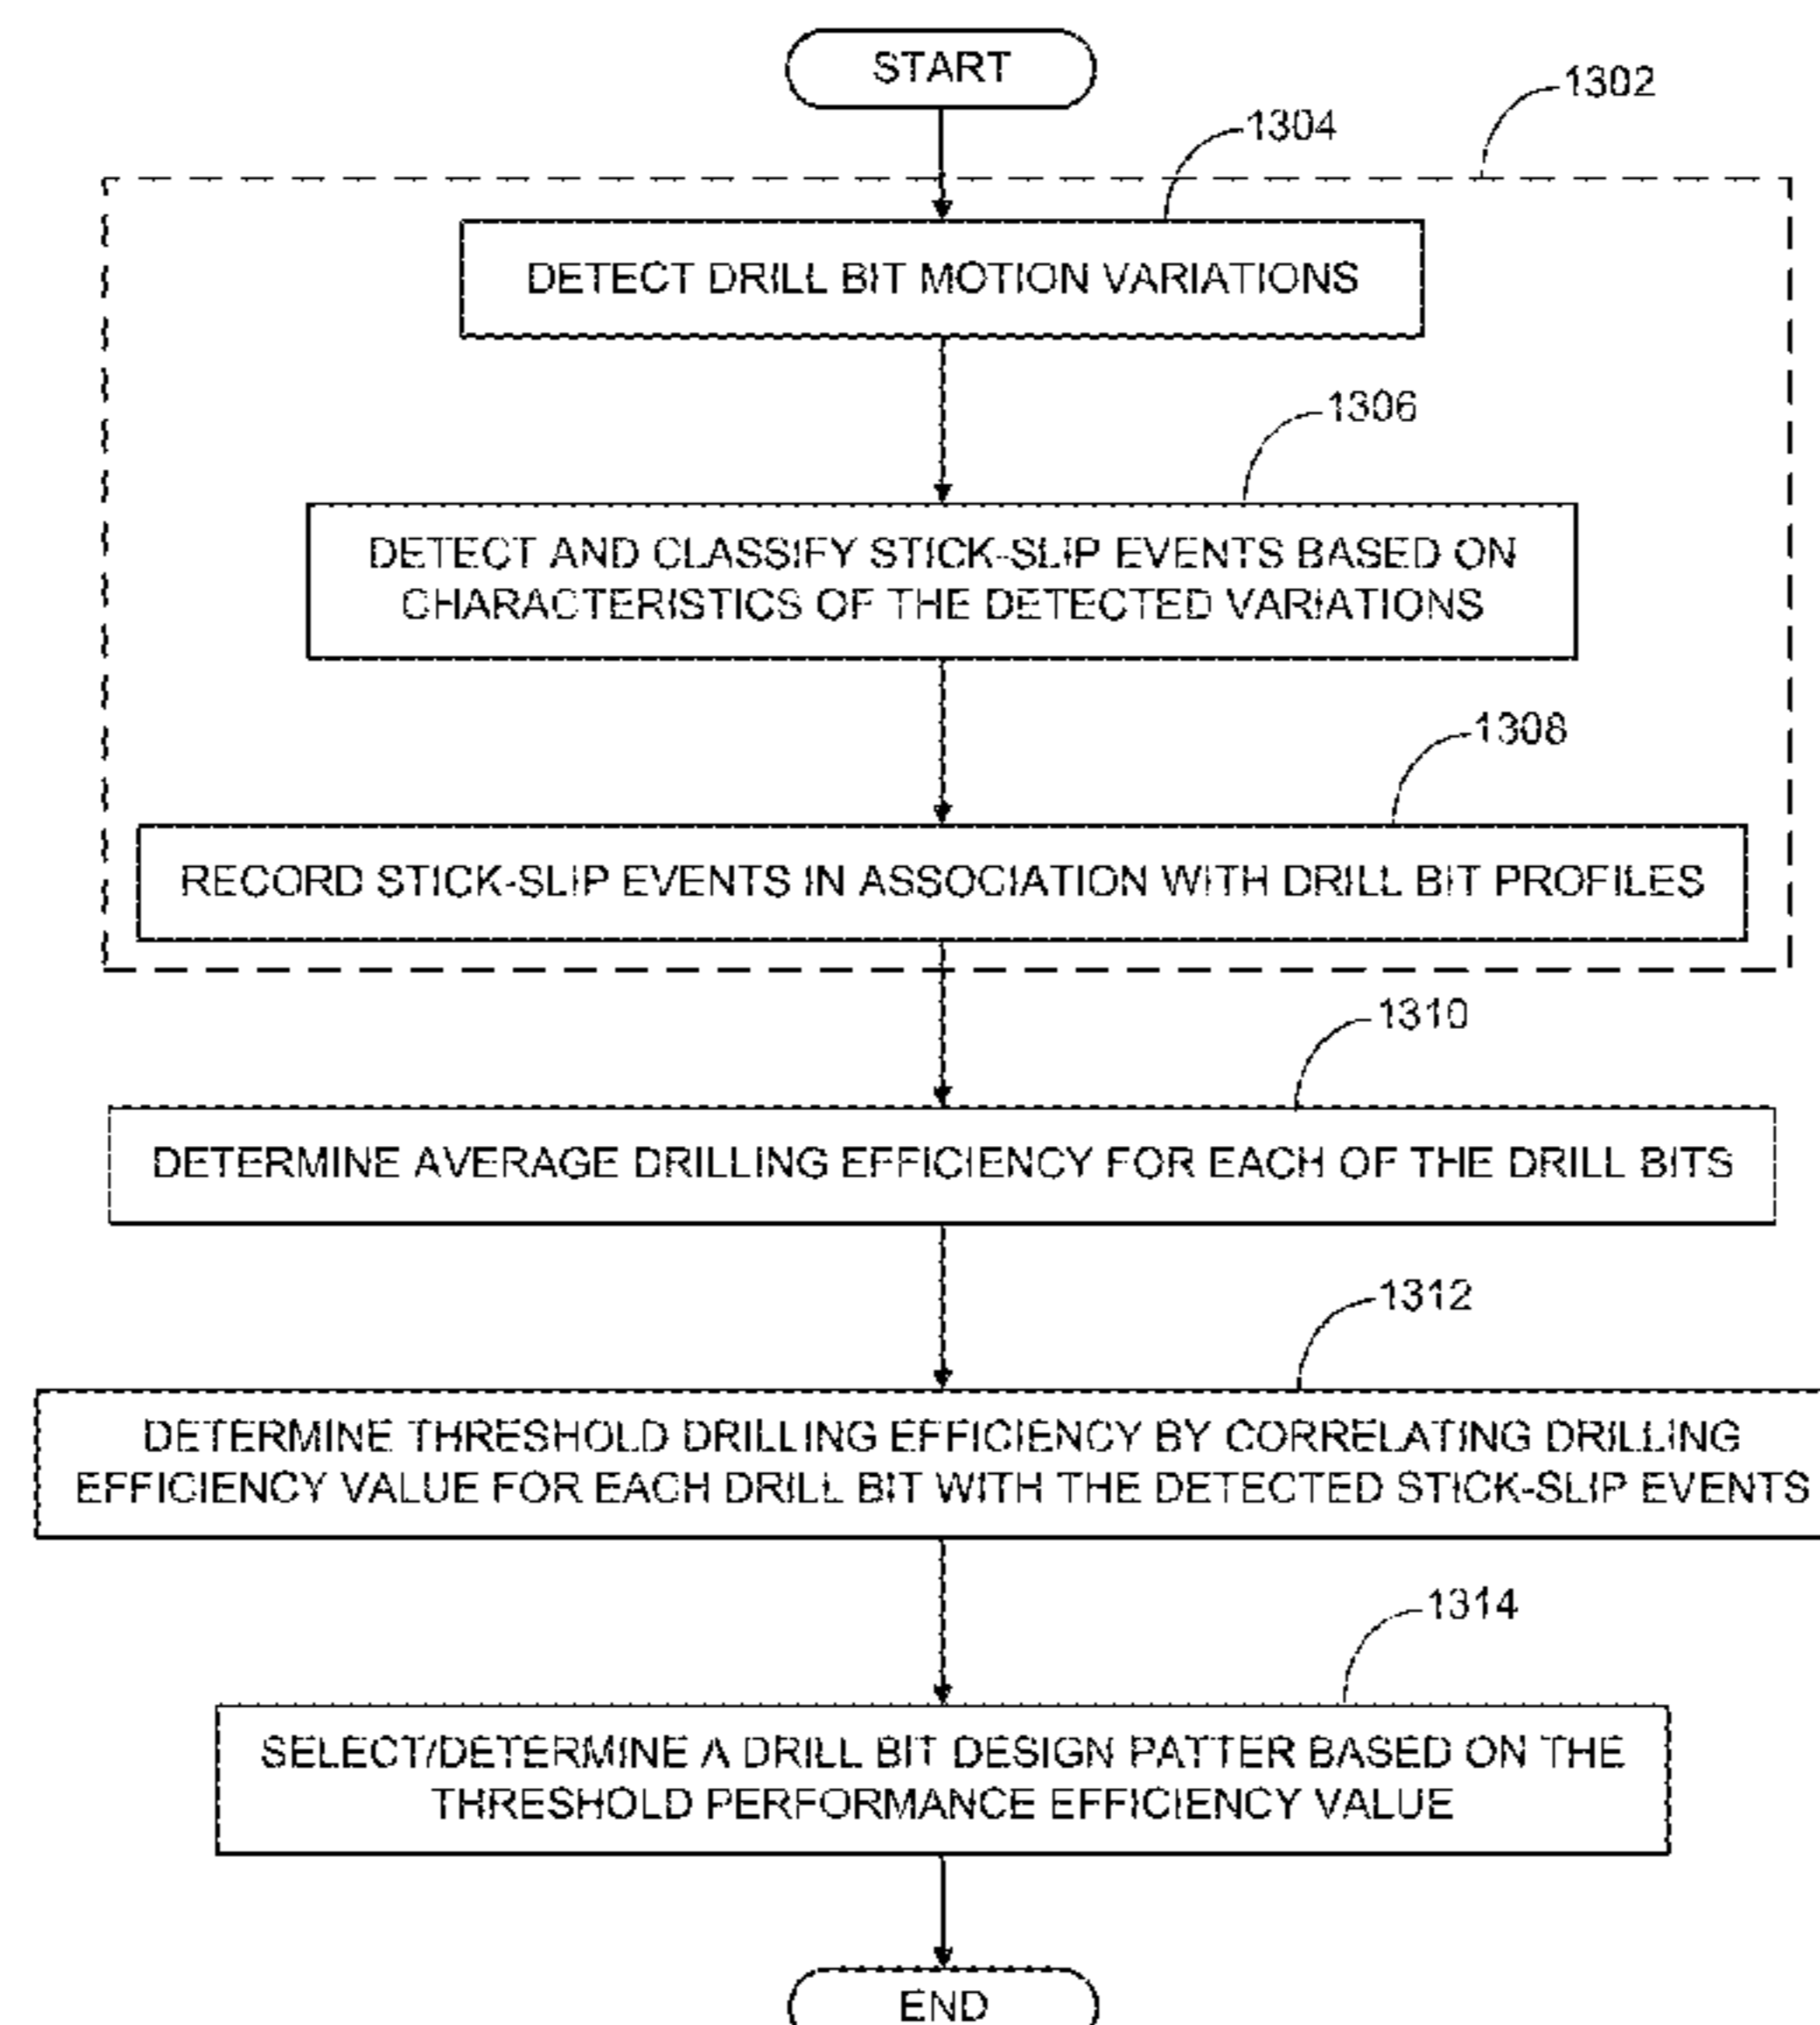 START
1302
1304
DETECT DRILL BIT MOTION VARIATIONS
1306
DETECT AND CLASSIFY STICK-SLIP EVENTS BASED ON
CHARACTERISTICS OF THE DETECTED VARIATIONS
1308
RECORD STICK-SLIP EVENTS IN ASSOCIATION WITH DRILL BIT PROFILES
1310
DETERMINE AVERAGE DRILLING EFFICIENCY FOR EACH OF THE DRILL BITS
1312
DETERMINE THRESHOLD DRILLING EFFICIENCY BY CORRELATING DRILLING
EFFICIENCY VALUE FOR EACH DRILL BIT WITH THE DETECTED STICK-SLIP EVENTS
1314
SELECT/DETERMINE A DRILL BIT DESIGN PATTER BASED ON THE
THRESHOLD PERFORMANCE EFFICIENCY VALUE
END